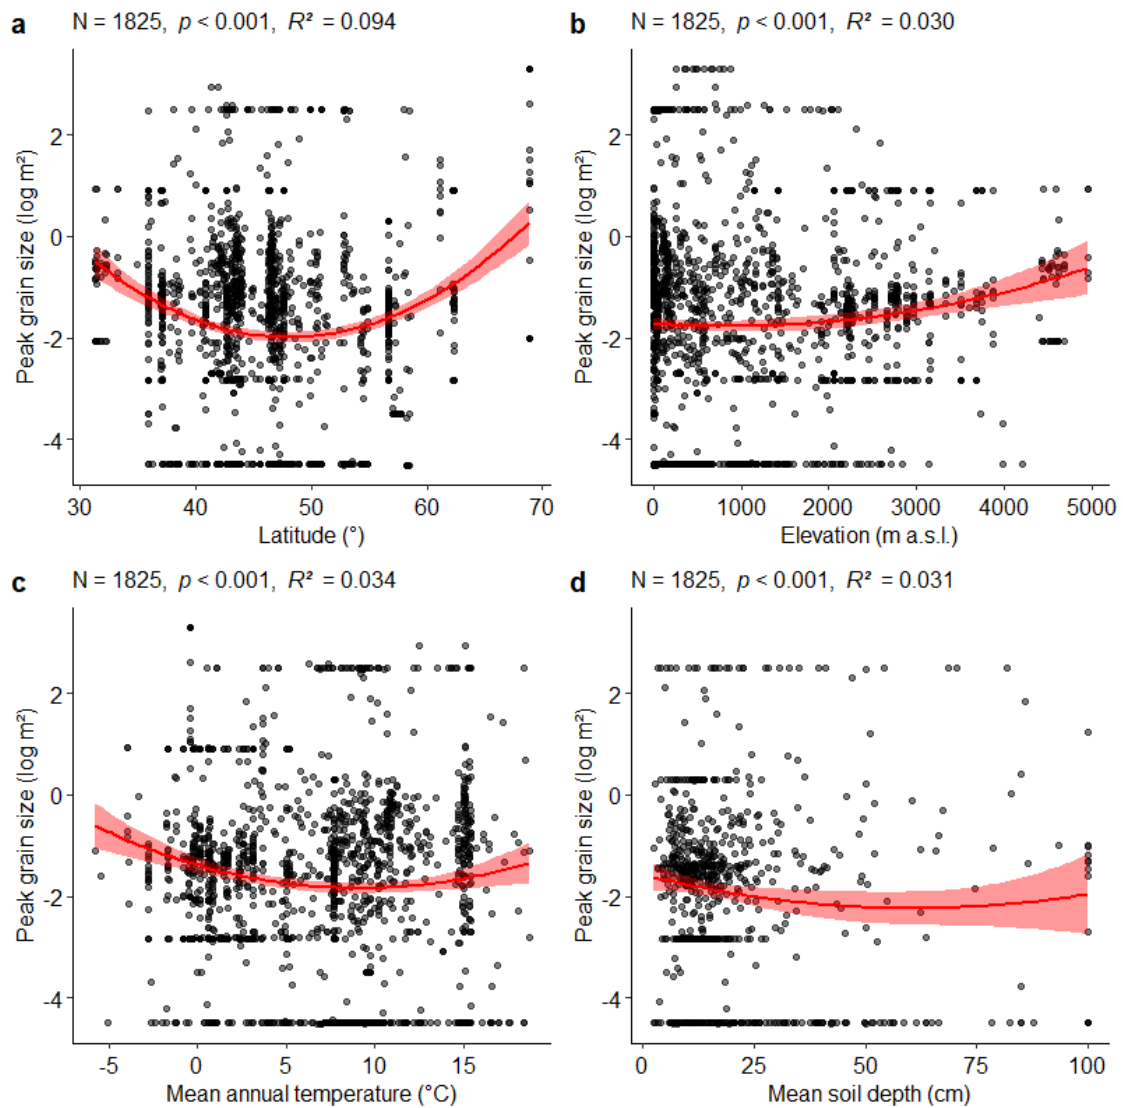 a N = 1825, p < 0.001, R² = 0.094
b N = 1825, p < 0.001, R² = 0.030
Peak grain size (log m²)
2
0
-2
-4
30 40 50 60 70
Latitude (°)
Peak grain size (log m²)
2
0
-2
-4
0 1000 2000 3000 4000 5000
Elevation (m a.s.l.)
c N = 1825, p < 0.001, R² = 0.034
d N = 1825, p < 0.001, R² = 0.031
Peak grain size (log m²)
2
0
-2
-4
-5 0 5 10 15
Mean annual temperature (°C)
Peak grain size (log m²)
2
0
-2
-4
0 25 50 75 100
Mean soil depth (cm)